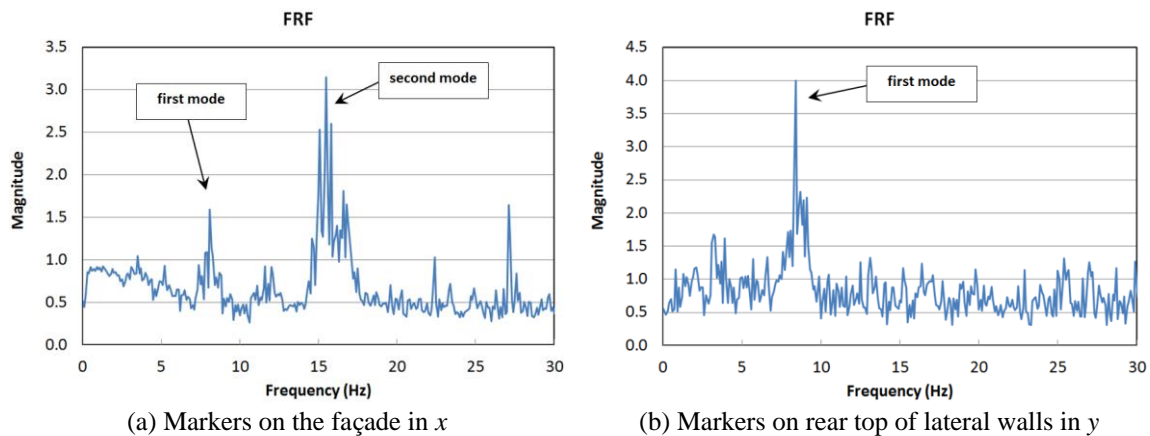 FRF
3.5
3.0
2.5
2.0
1.5
1.0
0.5
0.0
Magnitude
first mode
second mode
0 5 10 15 20 25 30
Frequency (Hz)
(a) Markers on the façade in x
FRF
4.5
4.0
3.5
3.0
2.5
2.0
1.5
1.0
0.5
0.0
Magnitude
first mode
0 5 10 15 20 25 30
Frequency (Hz)
(b) Markers on rear top of lateral walls in y